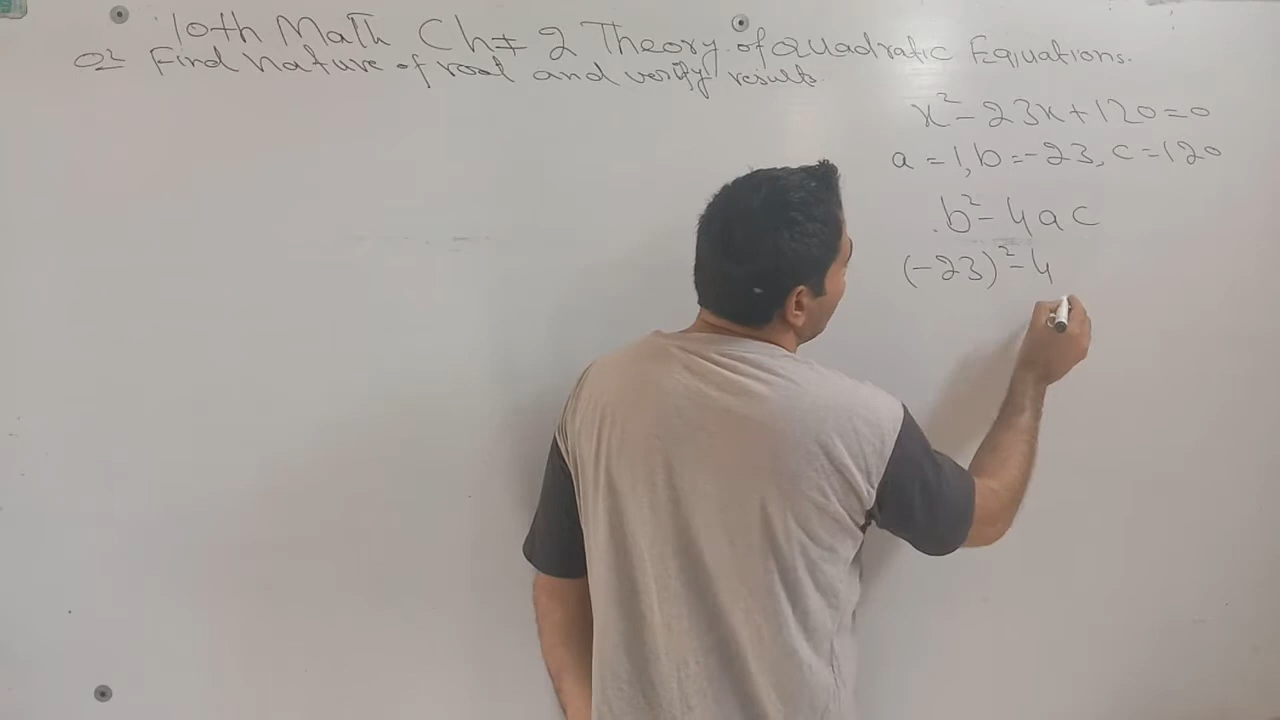 10th Math Ch# 2 Theory of Quadratic Equations.
Q2 Find nature of root and verify results.
x²-23x+120=0
a=1, b=-23, c=120
b²-4ac
(-23)²-4